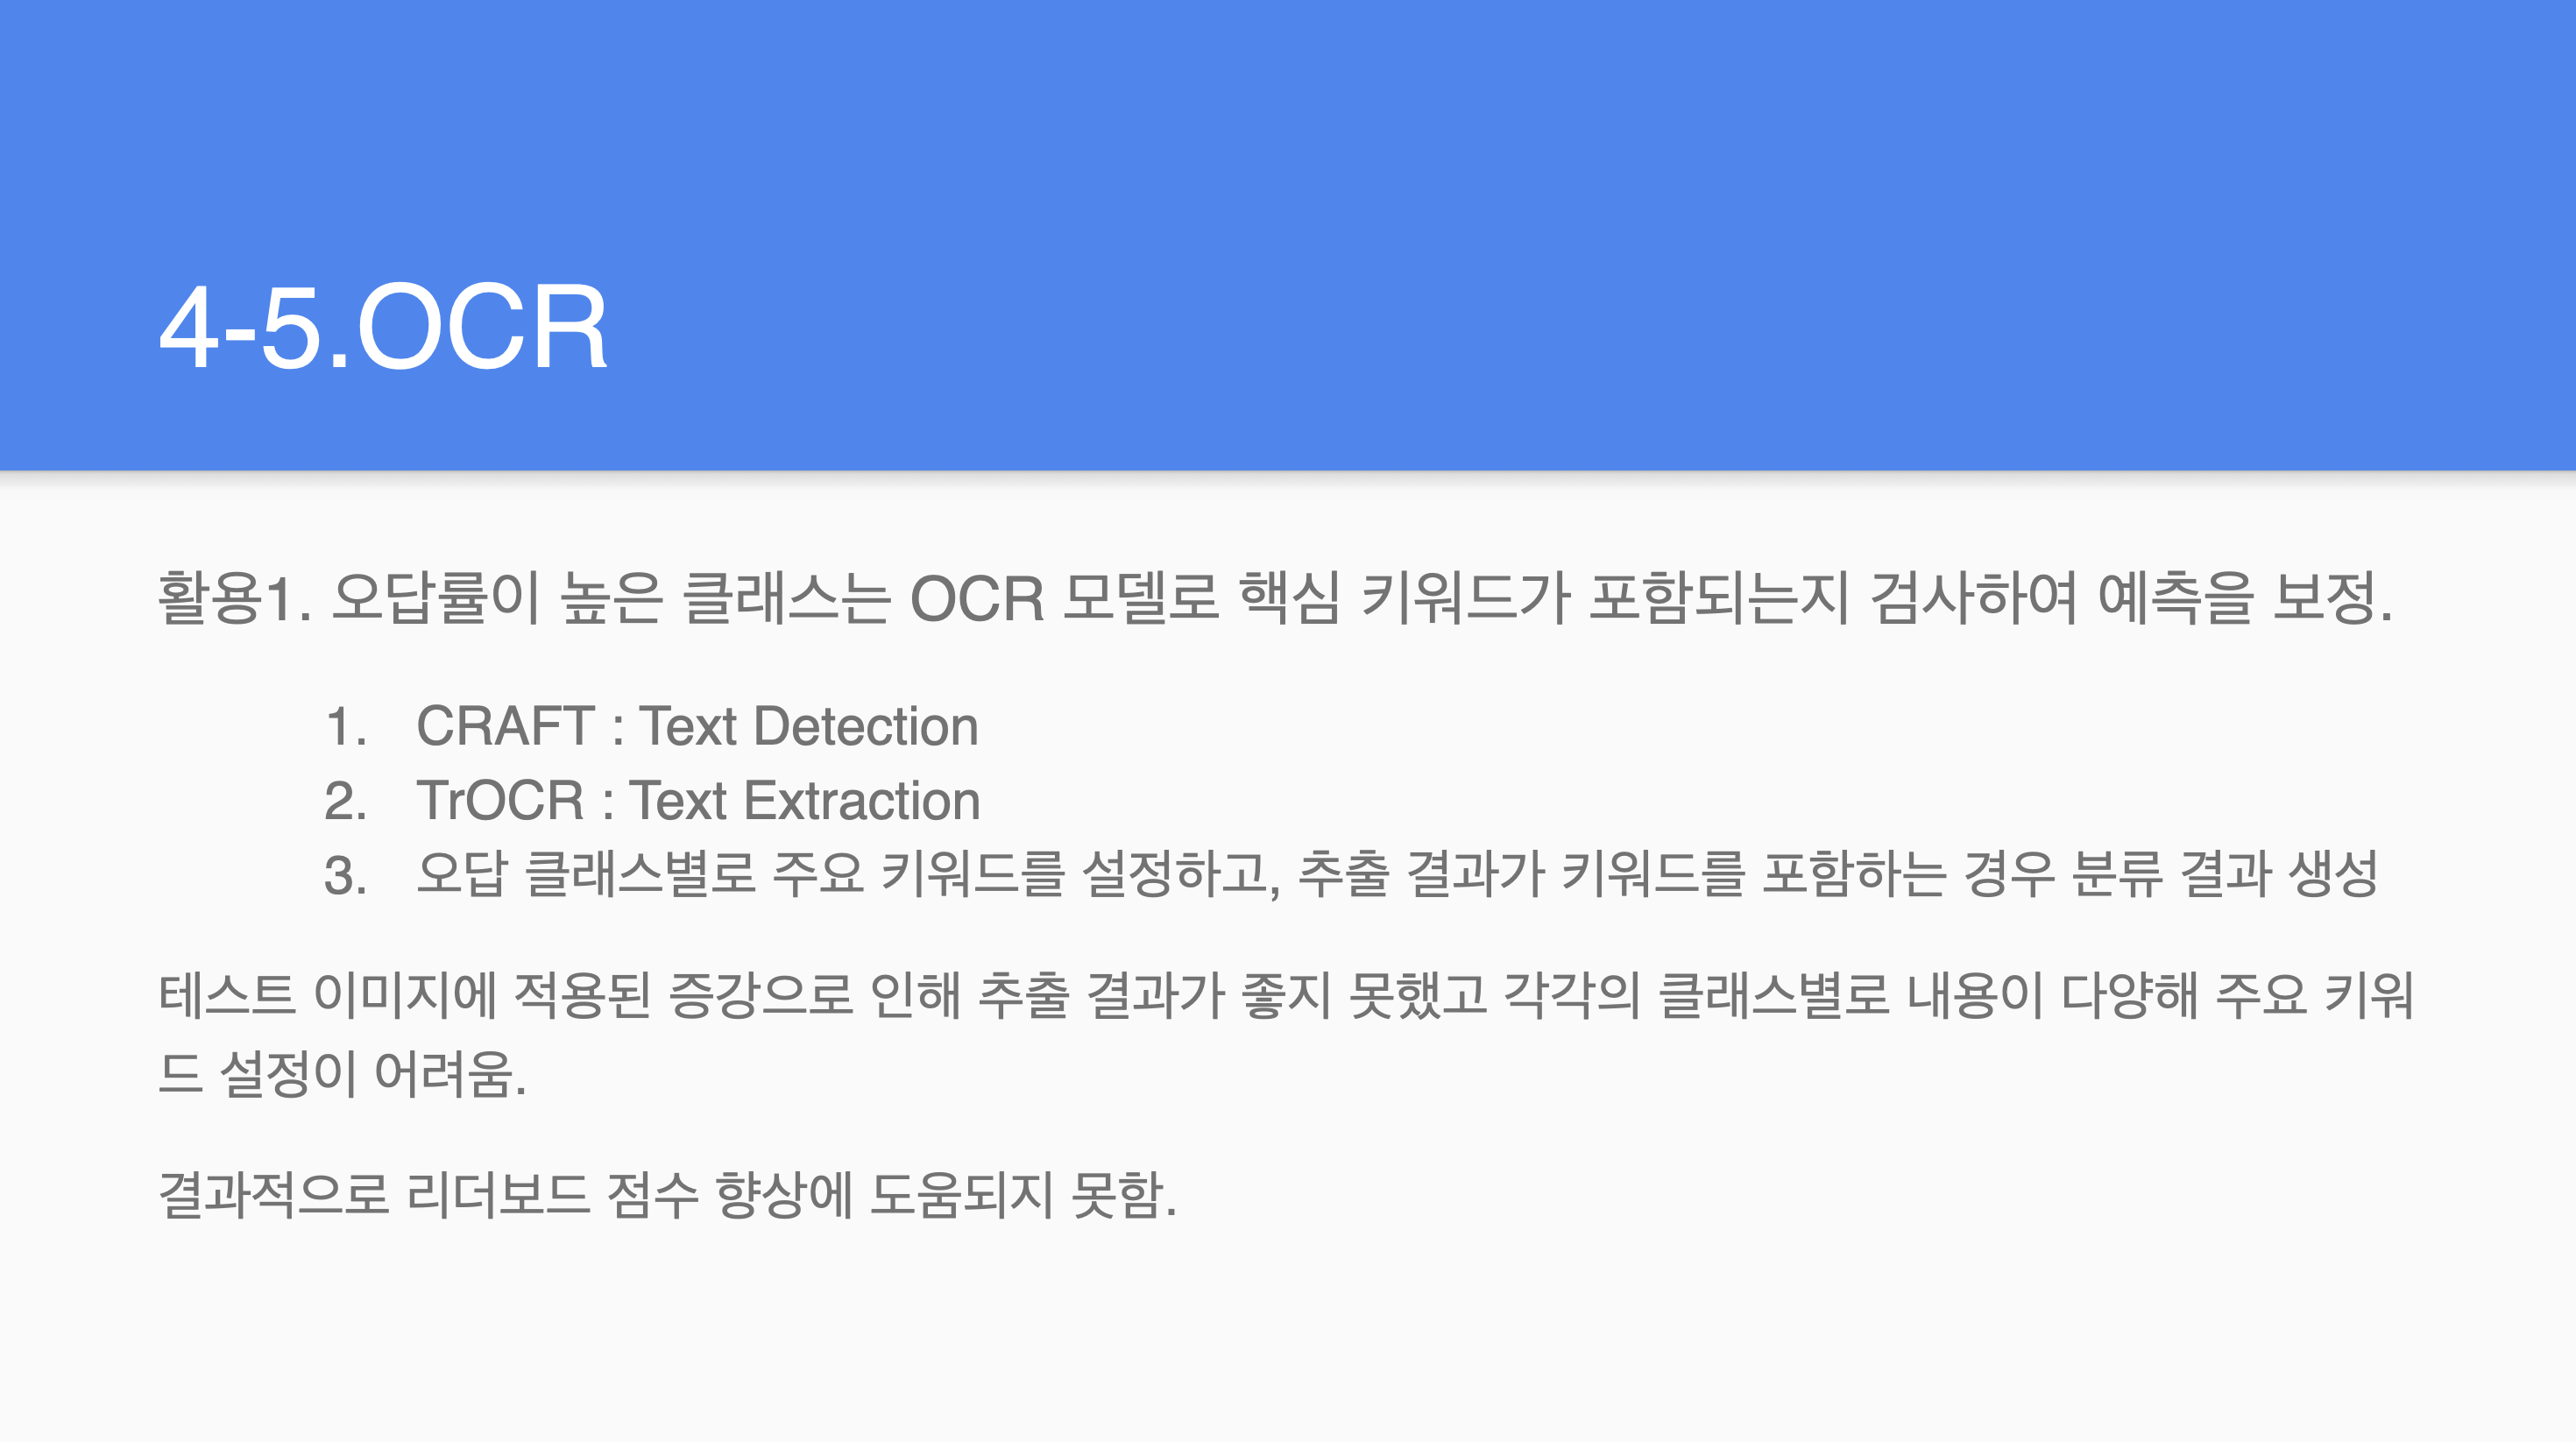 4-5.OCR
활용1. 오답률이 높은 클래스는 OCR 모델로 핵심 키워드가 포함되는지 검사하여 예측을 보정.
1. CRAFT : Text Detection
2. TrOCR : Text Extraction
3. 오답 클래스별로 주요 키워드를 설정하고, 추출 결과가 키워드를 포함하는 경우 분류 결과 생성
테스트 이미지에 적용된 증강으로 인해 추출 결과가 좋지 못했고 각각의 클래스별로 내용이 다양해 주요 키워
드 설정이 어려움.
결과적으로 리더보드 점수 향상에 도움되지 못함.